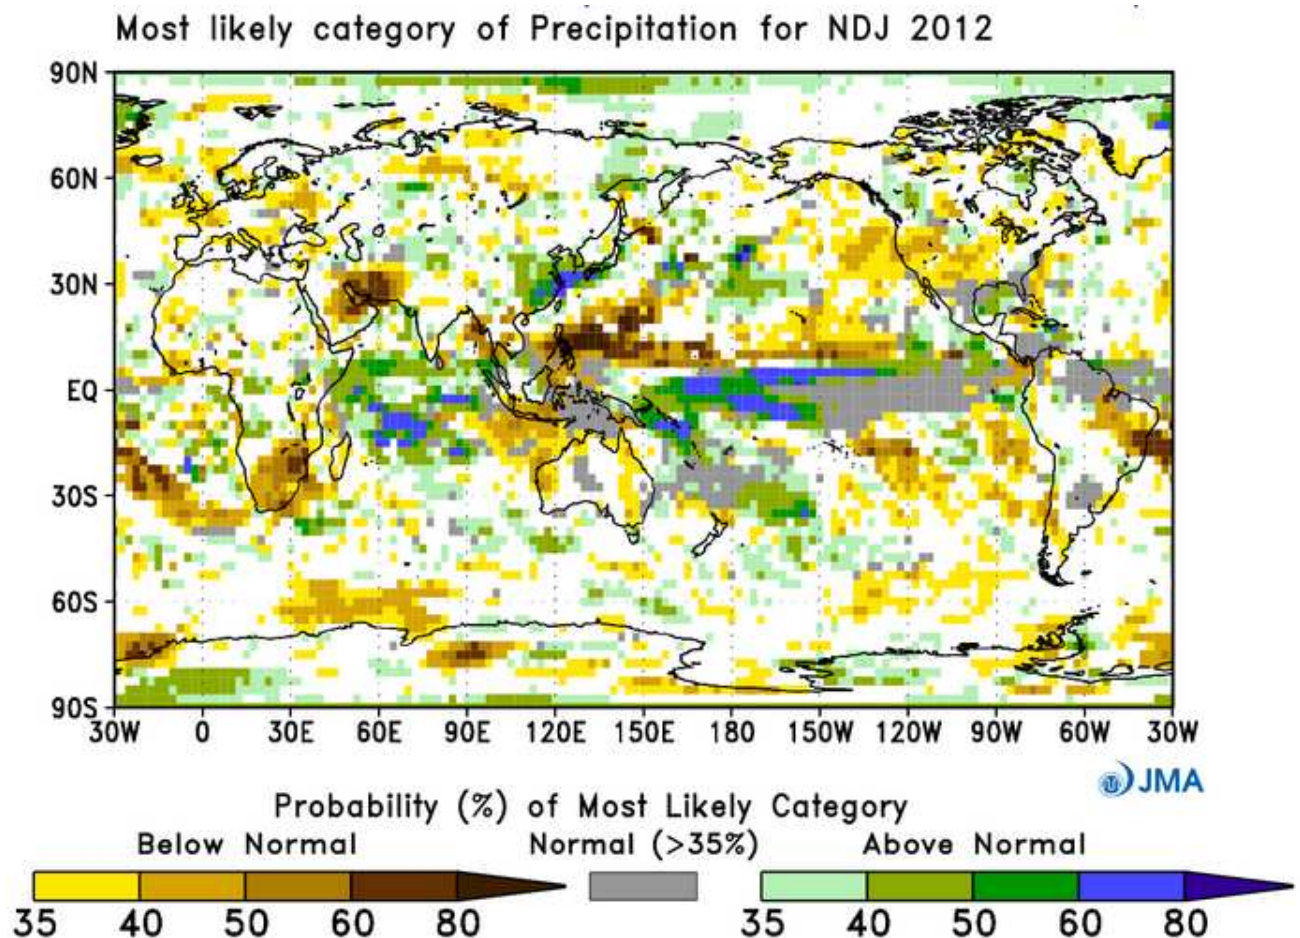 Most likely category of Precipitation for NDJ 2012
90N
60N
30N
EQ
30S
60S
90S
30W 0 30E 60E 90E 120E 150E 180 150W 120W 90W 60W 30W
JMA
Probability (%) of Most Likely Category
Below Normal Normal (>35%) Above Normal
35 40 50 60 80 35 40 50 60 80